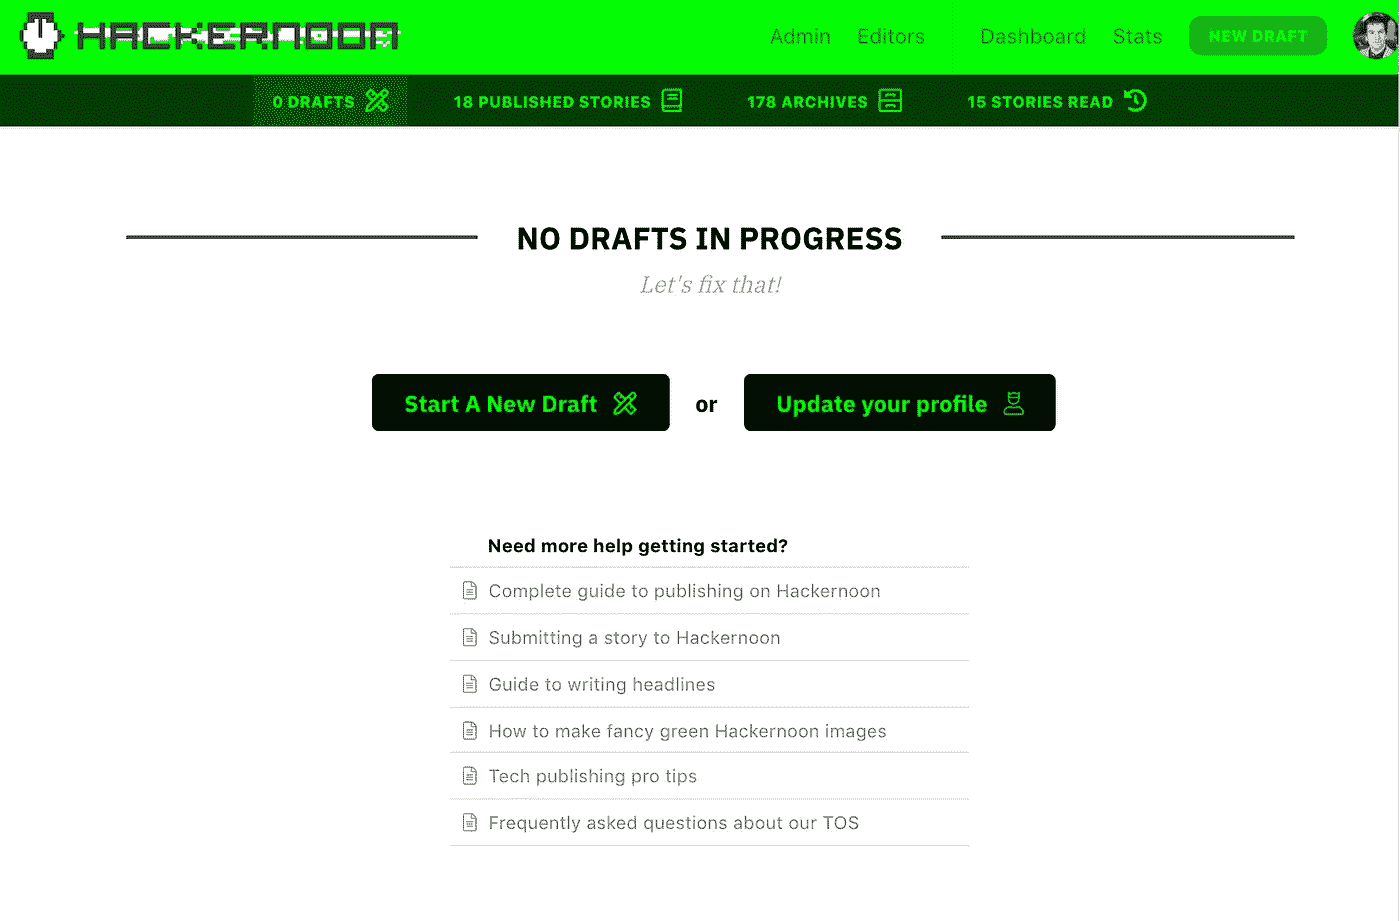 HACKERNOON
Admin Editors Dashboard Stats NEW DRAFT
0 DRAFTS 18 PUBLISHED STORIES 178 ARCHIVES 15 STORIES READ
NO DRAFTS IN PROGRESS
Let's fix that!
Start A New Draft or Update your profile
Need more help getting started?
Complete guide to publishing on Hackernoon
Submitting a story to Hackernoon
Guide to writing headlines
How to make fancy green Hackernoon images
Tech publishing pro tips
Frequently asked questions about our TOS